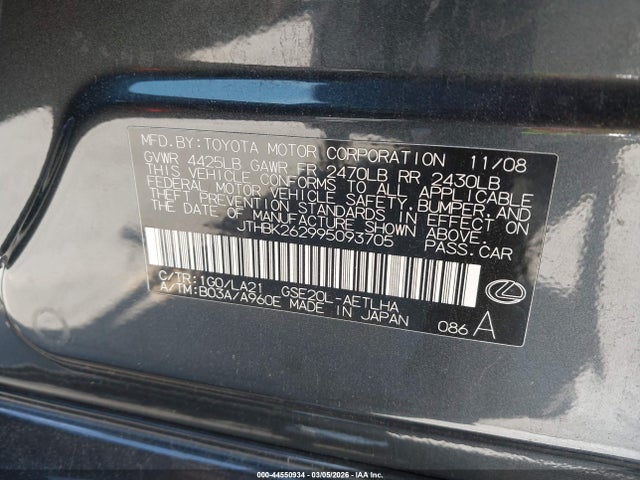 MFD.BY:TOYOTA MOTOR CORPORATION 11/08
GVWR 4425LB GAWR FR 2470LB RR 2430LB
THIS VEHICLE CONFORMS TO ALL APPLICABLE
FEDERAL MOTOR VEHICLE SAFETY,BUMPER,AND
THEFT PREVENTION STANDARDS IN EFFECT ON
THE DATE OF MANUFACTURE SHOWN ABOVE.
JTHBK262995093705 PASS.CAR
C/TR:1G0/LA21 GSE20L-AETLHA
A/TM:B03A/A960E MADE IN JAPAN 086 A
000-44550934 - 03/05/2026 - IAA Inc.